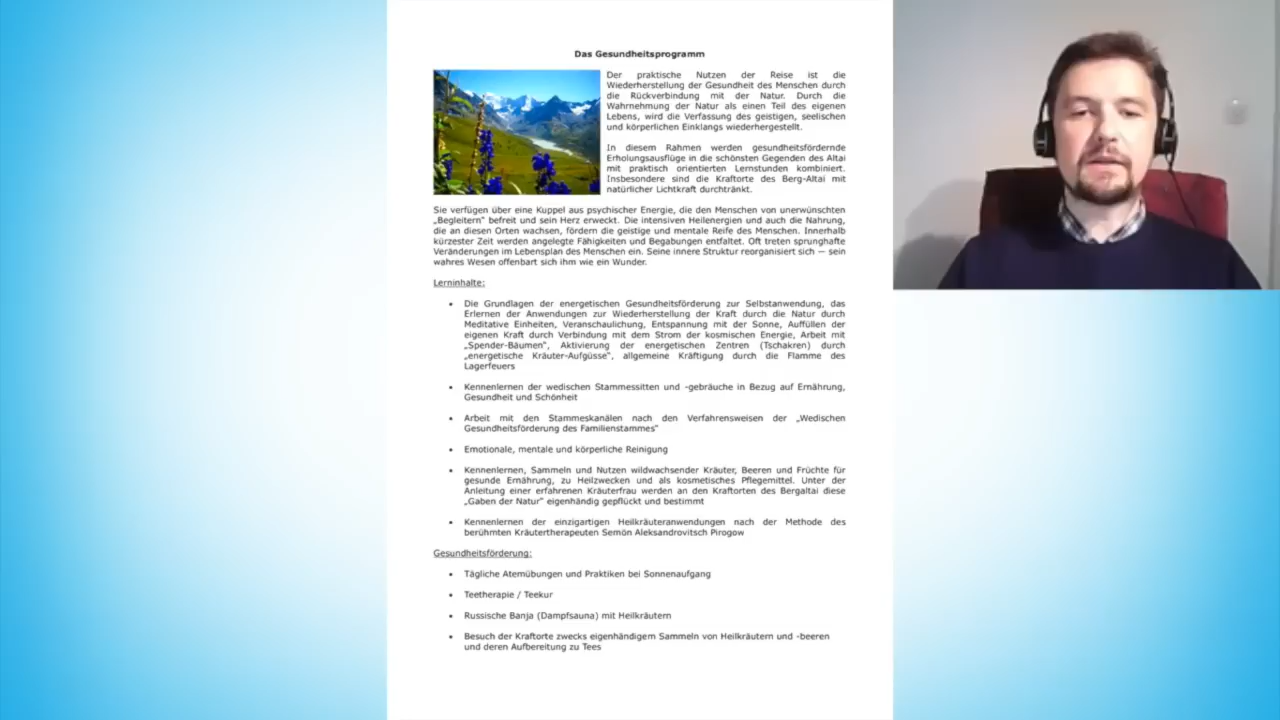 Das Gesundheitsprogramm
Der praktische Nutzen der Reise ist die
Wiederherstellung der Gesundheit des Menschen durch
die Rückverbindung mit der Natur. Durch die
Wahrnehmung der Natur als einen Teil des eigenen
Lebens, wird die Verfassung des geistigen, seelischen
und körperlichen Einklangs wiederhergestellt.
In diesem Rahmen werden gesundheitsfördernde
Erholungsausflüge in die schönsten Gegenden des Altai
mit praktisch orientierten Lernstunden kombiniert.
Insbesondere sind die Kraftorte des Berg-Altai mit
natürlicher Lichtkraft durchtränkt.
Sie verfügen über eine Kuppel aus psychischer Energie, die den Menschen von unerwünschten
„Begleitern“ befreit und sein Herz erweckt. Die intensiven Heilenergien und auch die Nahrung,
die an diesen Orten wachsen, fördern die geistige und mentale Reife des Menschen. Innerhalb
kürzester Zeit werden angelegte Fähigkeiten und Begabungen entfaltet. Oft treten sprunghafte
Veränderungen im Lebensplan des Menschen ein. Seine innere Struktur reorganisiert sich — sein
wahres Wesen offenbart sich ihm wie ein Wunder.
Lerninhalte:
• Die Grundlagen der energetischen Gesundheitsförderung zur Selbstanwendung, das
Erlernen der Anwendungen zur Wiederherstellung der Kraft durch die Natur durch
Meditative Einheiten, Veranschaulichung, Entspannung mit der Sonne, Auffüllen der
eigenen Kraft durch Verbindung mit dem Strom der kosmischen Energie, Arbeit mit
„Spender-Bäumen“, Aktivierung der energetischen Zentren (Tschakren) durch
„energetische Kräuter-Aufgüsse“, allgemeine Kräftigung durch die Flamme des
Lagerfeuers
• Kennenlernen der wedischen Stammessitten und -gebräuche in Bezug auf Ernährung,
Gesundheit und Schönheit
• Arbeit mit den Stammeskanälen nach den Verfahrensweisen der „Wedischen
Gesundheitsförderung des Familienstammes“
• Emotionale, mentale und körperliche Reinigung
• Kennenlernen, Sammeln und Nutzen wildwachsender Kräuter, Beeren und Früchte für
gesunde Ernährung, zu Heilzwecken und als kosmetisches Pflegemittel. Unter der
Anleitung einer erfahrenen Kräuterfrau werden an den Kraftorten des Bergaltai diese
„Gaben der Natur“ eigenhändig gepflückt und bestimmt
• Kennenlernen der einzigartigen Heilkräuteranwendungen nach der Methode des
berühmten Kräutertherapeuten Semön Aleksandrovitsch Pirogow
Gesundheitsförderung:
• Tägliche Atemübungen und Praktiken bei Sonnenaufgang
• Teetherapie / Teekur
• Russische Banja (Dampfsauna) mit Heilkräutern
• Besuch der Kraftorte zwecks eigenhändigem Sammeln von Heilkräutern und -beeren
und deren Aufbereitung zu Tees